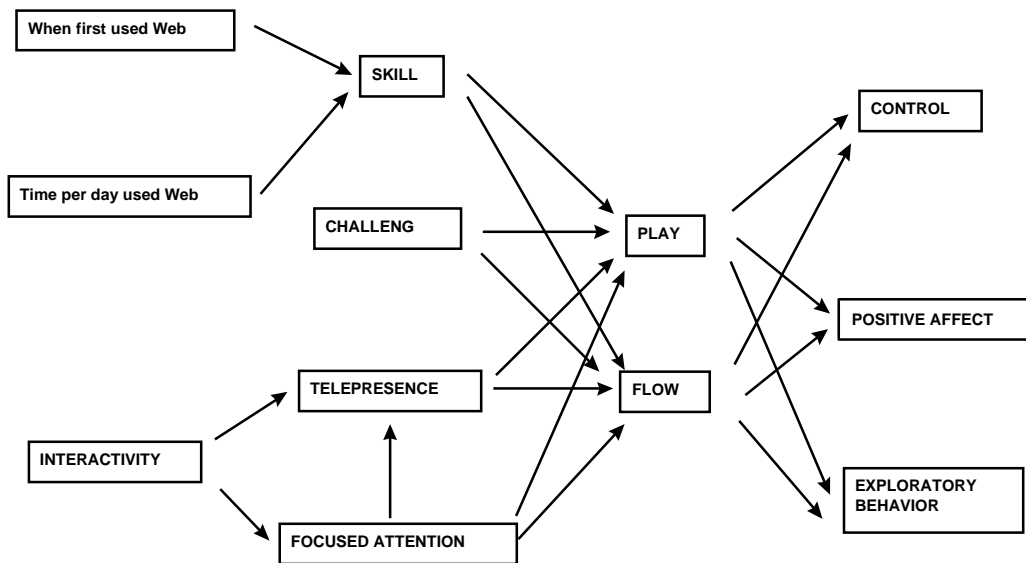 When first used Web
SKILL
CONTROL
Time per day used Web
CHALLENG
PLAY
POSITIVE AFFECT
TELEPRESENCE
FLOW
INTERACTIVITY
EXPLORATORY
BEHAVIOR
FOCUSED ATTENTION